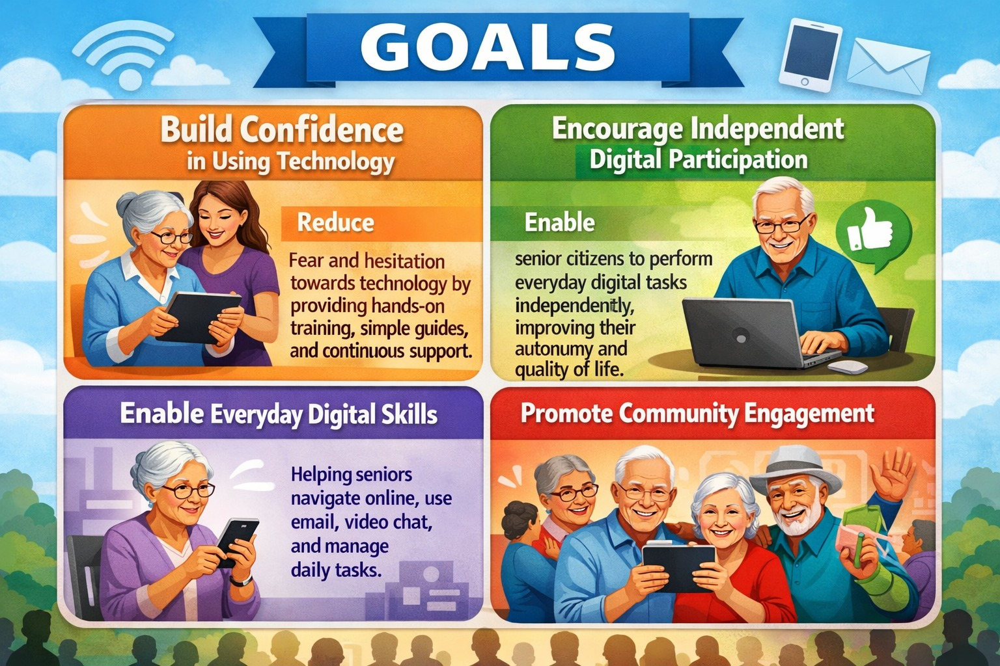 GOALS
Build Confidence
in Using Technology
Reduce
Fear and hesitation
towards technology by
providing hands-on
training, simple guides,
and continuous support.
Encourage Independent
Digital Participation
Enable
senior citizens to perform
everyday digital tasks
independently,
improving their
autonomy and
quality of life.
Enable Everyday Digital Skills
Helping seniors
navigate online, use
email, video chat,
and manage
daily tasks.
Promote Community Engagement